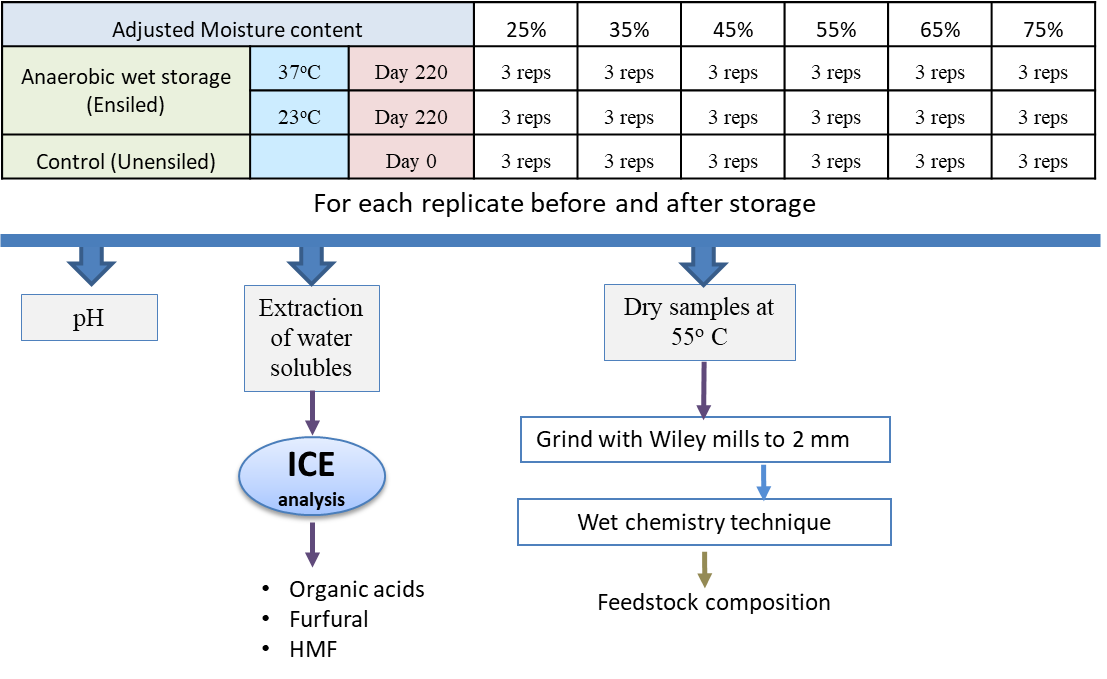 Adjusted Moisture content 25% 35% 45% 55% 65% 75%
Anaerobic wet storage
(Ensiled)
37°C Day 220 3 reps 3 reps 3 reps 3 reps 3 reps 3 reps
23°C Day 220 3 reps 3 reps 3 reps 3 reps 3 reps 3 reps
Control (Unensiled) Day 0 3 reps 3 reps 3 reps 3 reps 3 reps 3 reps
For each replicate before and after storage
pH
Extraction
of water
solubles
ICE
analysis
• Organic acids
• Furfural
• HMF
Dry samples at
55° C
Grind with Wiley mills to 2 mm
Wet chemistry technique
Feedstock composition